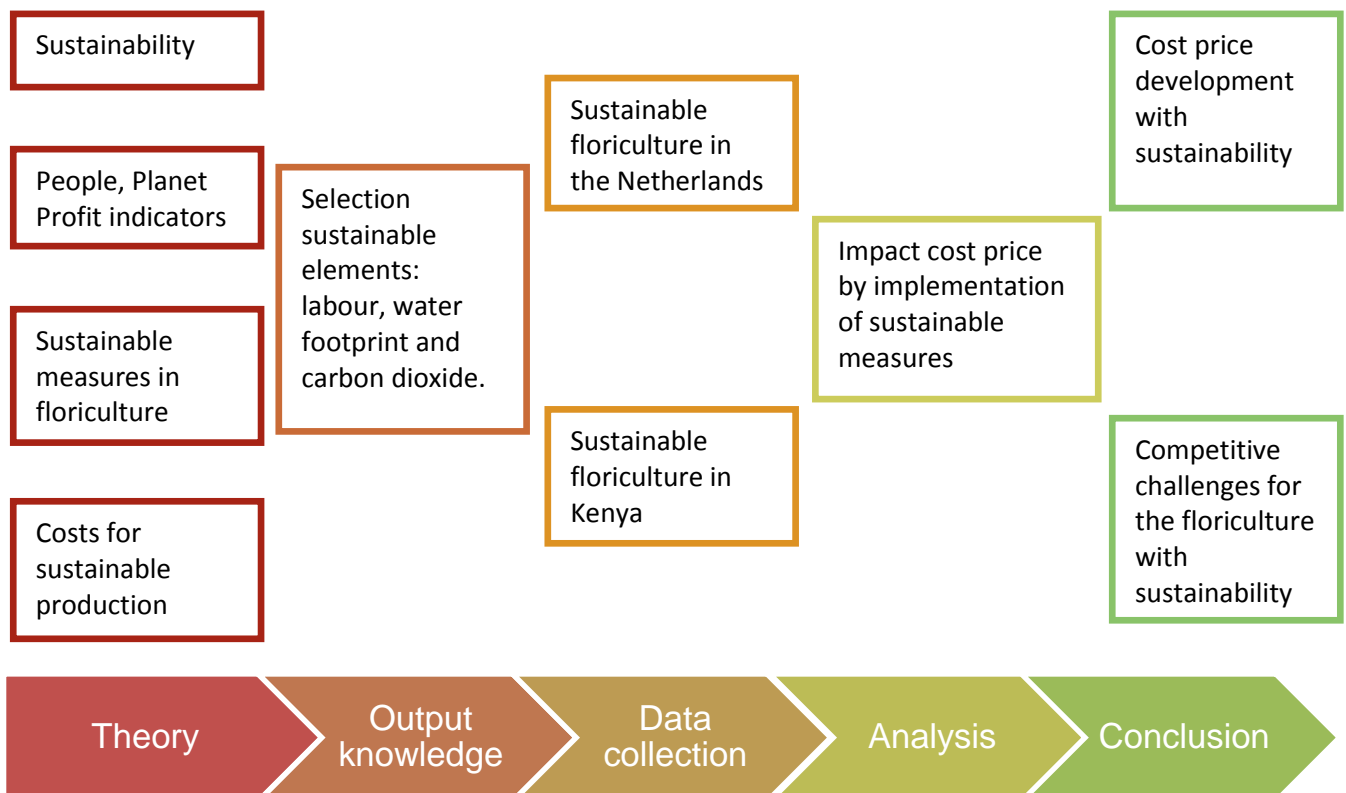 Sustainability
People, Planet
Profit indicators
Sustainable
measures in
floriculture
Costs for
sustainable
production
Selection
sustainable
elements:
labour, water
footprint and
carbon dioxide.
Sustainable
floriculture in
the Netherlands
Sustainable
floriculture in
Kenya
Impact cost price
by implementation
of sustainable
measures
Cost price
development
with
sustainability
Competitive
challenges for
the floriculture
with
sustainability
Theory
Output
knowledge
Data
collection
Analysis
Conclusion